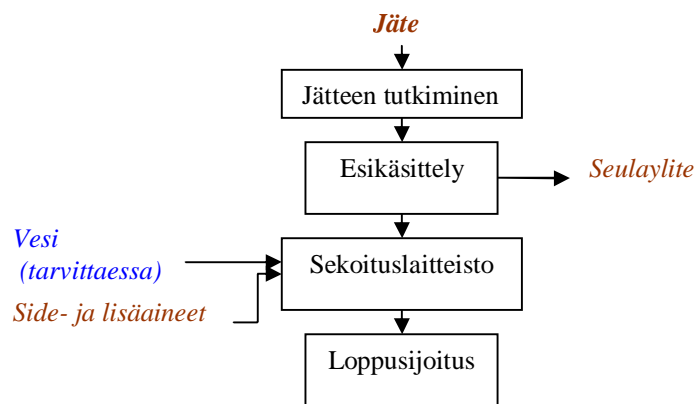 Jäte
Jätteen tutkiminen
Esikäsittely
Seulaylite
Vesi
(tarvittaessa)
Sekoituslaitteisto
Side- ja lisäaineet
Loppusijoitus